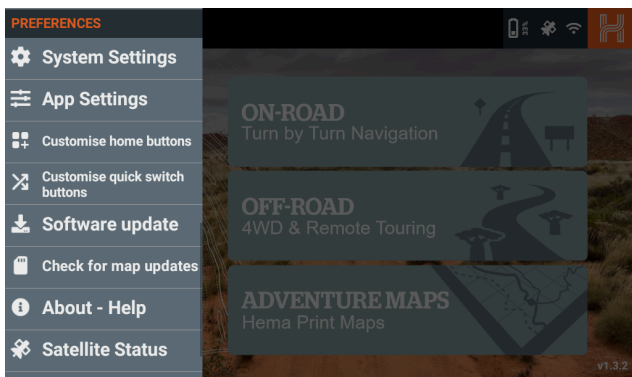 PREFERENCES
System Settings
App Settings
Customise home buttons
Customise quick switch
buttons
Software update
Check for map updates
About - Help
Satellite Status
33%
H
ON-ROAD
Turn by Turn Navigation
OFF-ROAD
4WD & Remote Touring
ADVENTURE MAPS
Hema Print Maps
v1.3.2